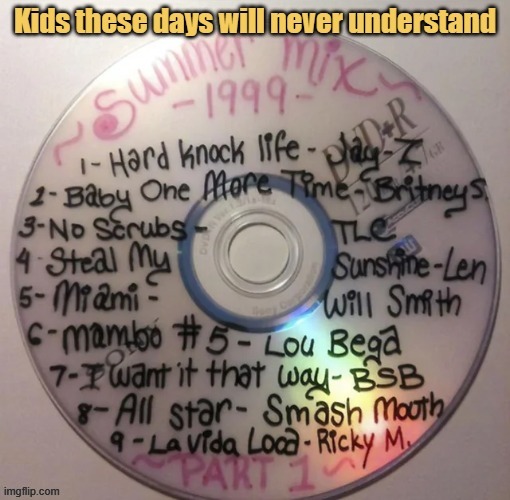 Kids these days will never understand
~Summer Mix~
-1999-
1-Hard knock life-Jay Z
2-Baby One More Time-Britney S
3-No Scrubs - TLC
4-Steal My Sunshine-Len
5-Miami - Will Smith
6-mambo #5-Lou Bega
7-I want it that way-BSB
8-All star- Smash Mouth
9-La Vida Loca-Ricky M.
~PART 1~
DVD+R
imgflip.com